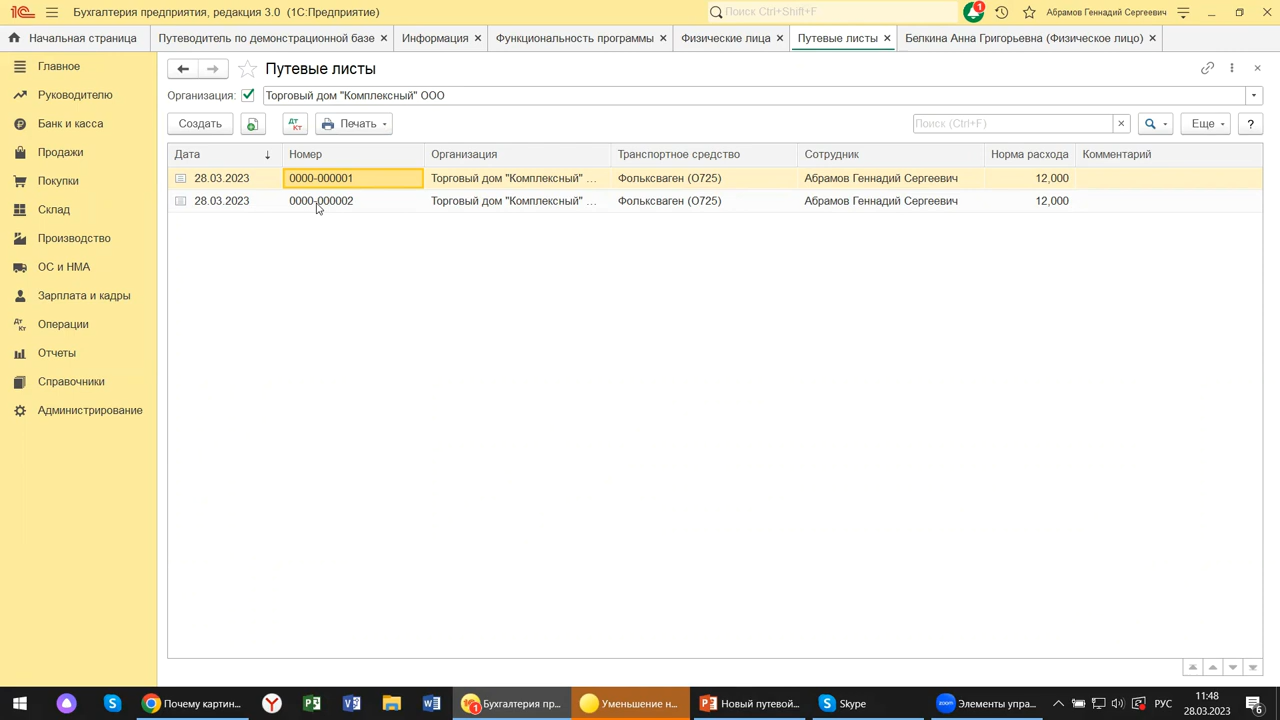 Бухгалтерия предприятия, редакция 3.0 (1С:Предприятие)
Поиск Ctrl+Shift+F
1
Абрамов Геннадий Сергеевич
Начальная страница
Путеводитель по демонстрационной базе
Информация
Функциональность программы
Физические лица
Путевые листы
Белкина Анна Григорьевна (Физическое лицо)
Главное
Руководителю
Банк и касса
Продажи
Покупки
Склад
Производство
ОС и НМА
Зарплата и кадры
Операции
Отчеты
Справочники
Администрирование
Путевые листы
Организация: Торговый дом "Комплексный" ООО
Создать
Дт Кт
Печать
Поиск (Ctrl+F)
Еще
?
Дата Номер Организация Транспортное средство Сотрудник Норма расхода Комментарий
28.03.2023 0000-000001 Торговый дом "Комплексный" ... Фольксваген (О725) Абрамов Геннадий Сергеевич 12,000
28.03.2023 0000-000002 Торговый дом "Комплексный" ... Фольксваген (О725) Абрамов Геннадий Сергеевич 12,000
Почему картин...
Бухгалтерия пр...
Уменьшение н...
Новый путевой...
Skype
Элементы упра...
РУС
11:48
28.03.2023
6